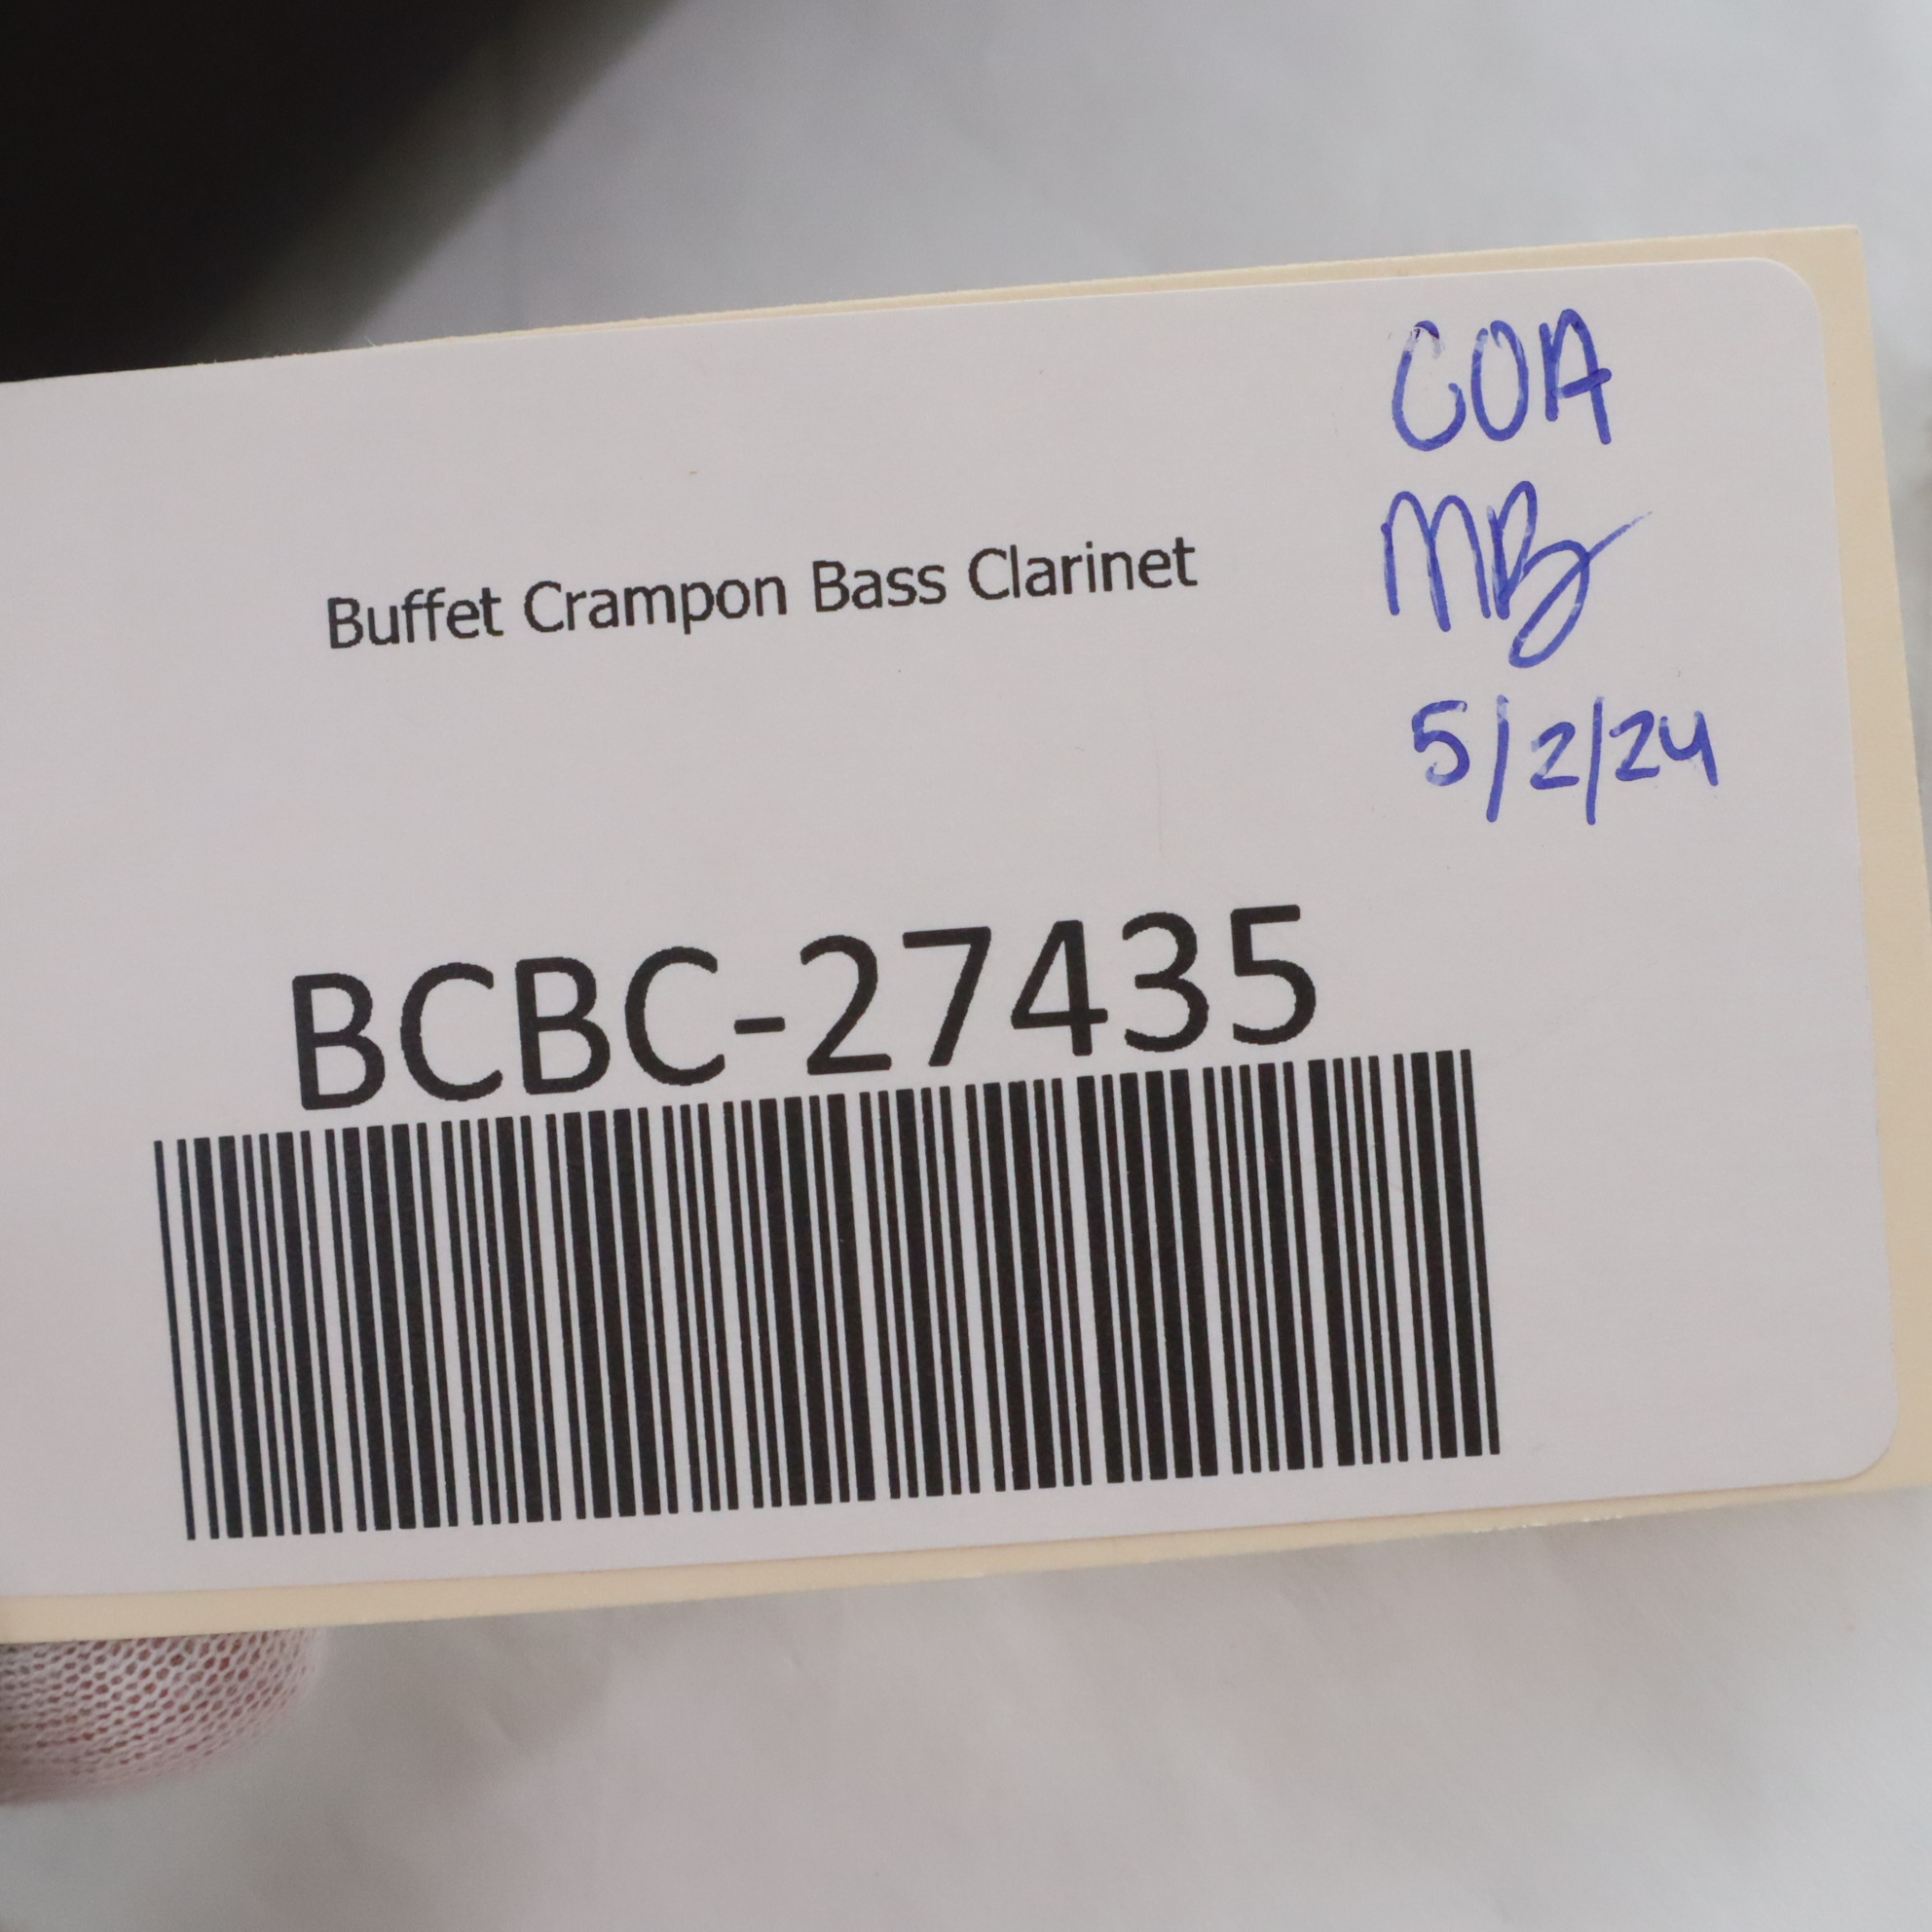 COA
MB
5/2/24
Buffet Crampon Bass Clarinet
BCBC-27435